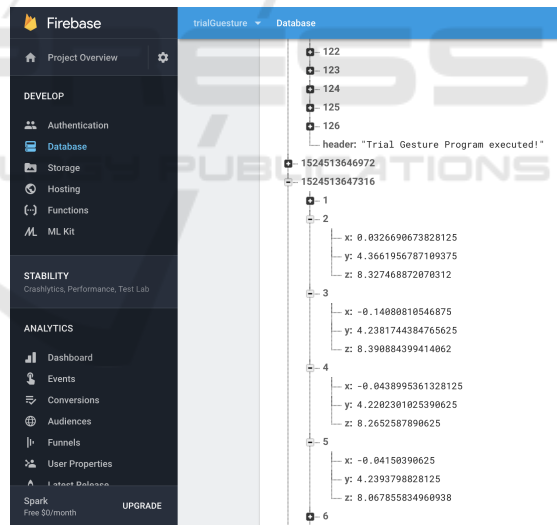 Firebase
trialGuesture
Database
Project Overview
DEVELOP
Authentication
Database
Storage
Hosting
Functions
ML Kit
STABILITY
Crashlytics, Performance, Test Lab
ANALYTICS
Dashboard
Events
Conversions
Audiences
Funnels
User Properties
Latest Release
Spark
Free $0/month
UPGRADE
122
123
124
125
126
header: "Trial Gesture Program executed!"
1524513646972
1524513647316
1
2
x: 0.0326690673828125
y: 4.3661956787109375
z: 8.327468872070312
3
x: -0.14080810546875
y: 4.2381744384765625
z: 8.390884399414062
4
x: -0.0438995361328125
y: 4.2202301025390625
z: 8.2652587890625
5
x: -0.04150390625
y: 4.2393798828125
z: 8.067855834960938
6